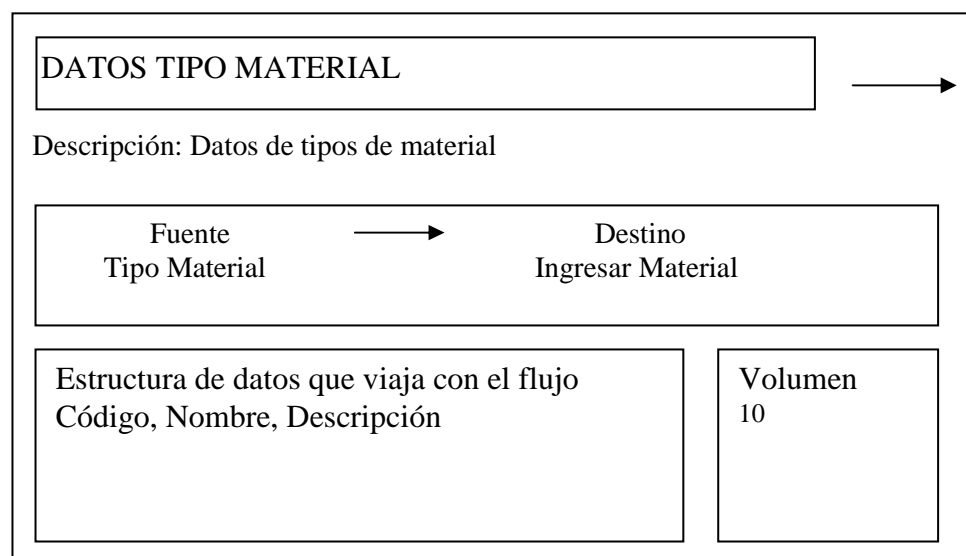 DATOS TIPO MATERIAL
Descripción: Datos de tipos de material
Fuente Destino
Tipo Material Ingresar Material
Estructura de datos que viaja con el flujo
Código, Nombre, Descripción
Volumen
10